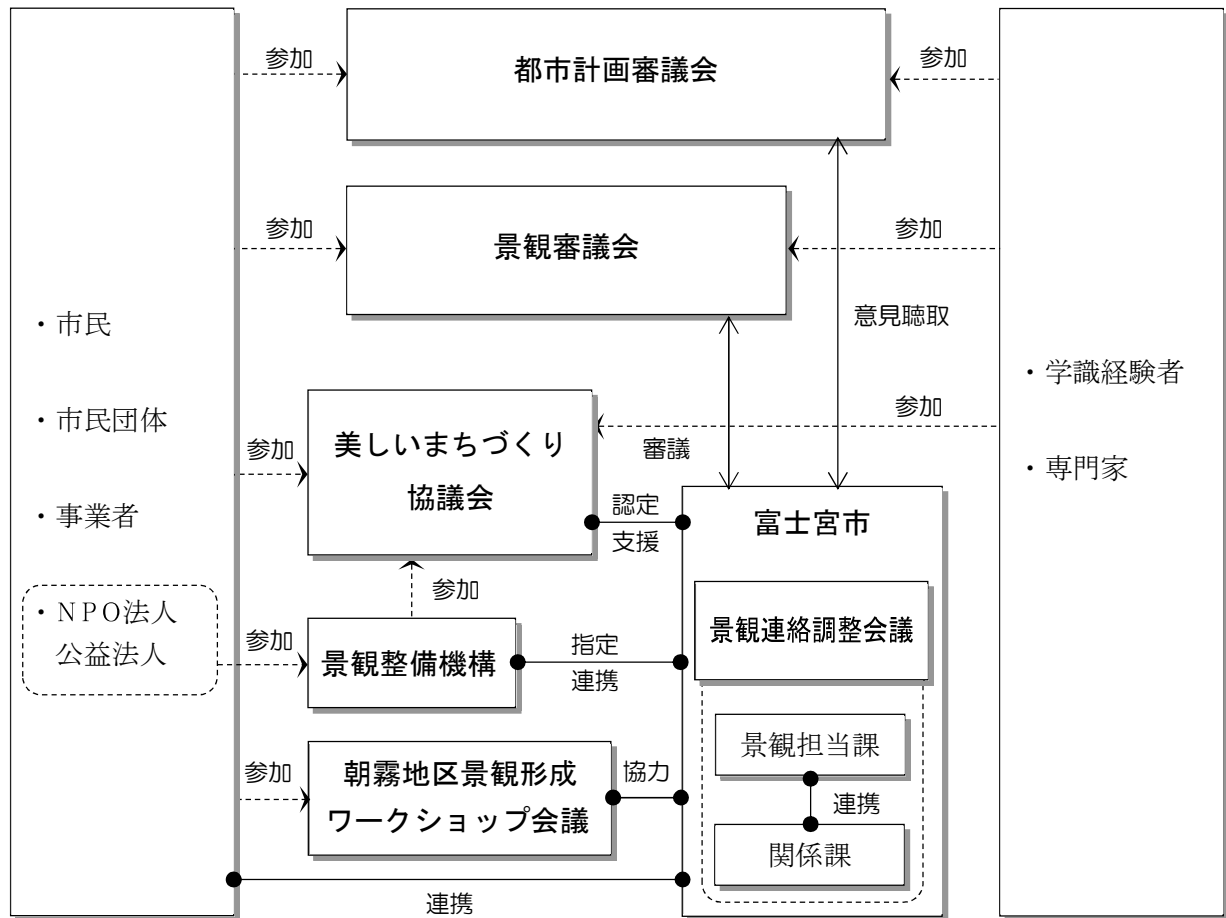 参加
都市計画審議会
参加
参加
景観審議会
参加
意見聴取
・市民
・市民団体
・事業者
・NPO法人
公益法人
・学識経験者
・専門家
参加
美しいまちづくり
協議会
参加
審議
認定
支援
富士宮市
参加
景観連絡調整会議
参加
景観整備機構
指定
連携
景観担当課
連携
関係課
参加
朝霧地区景観形成
ワークショップ会議
協力
連携